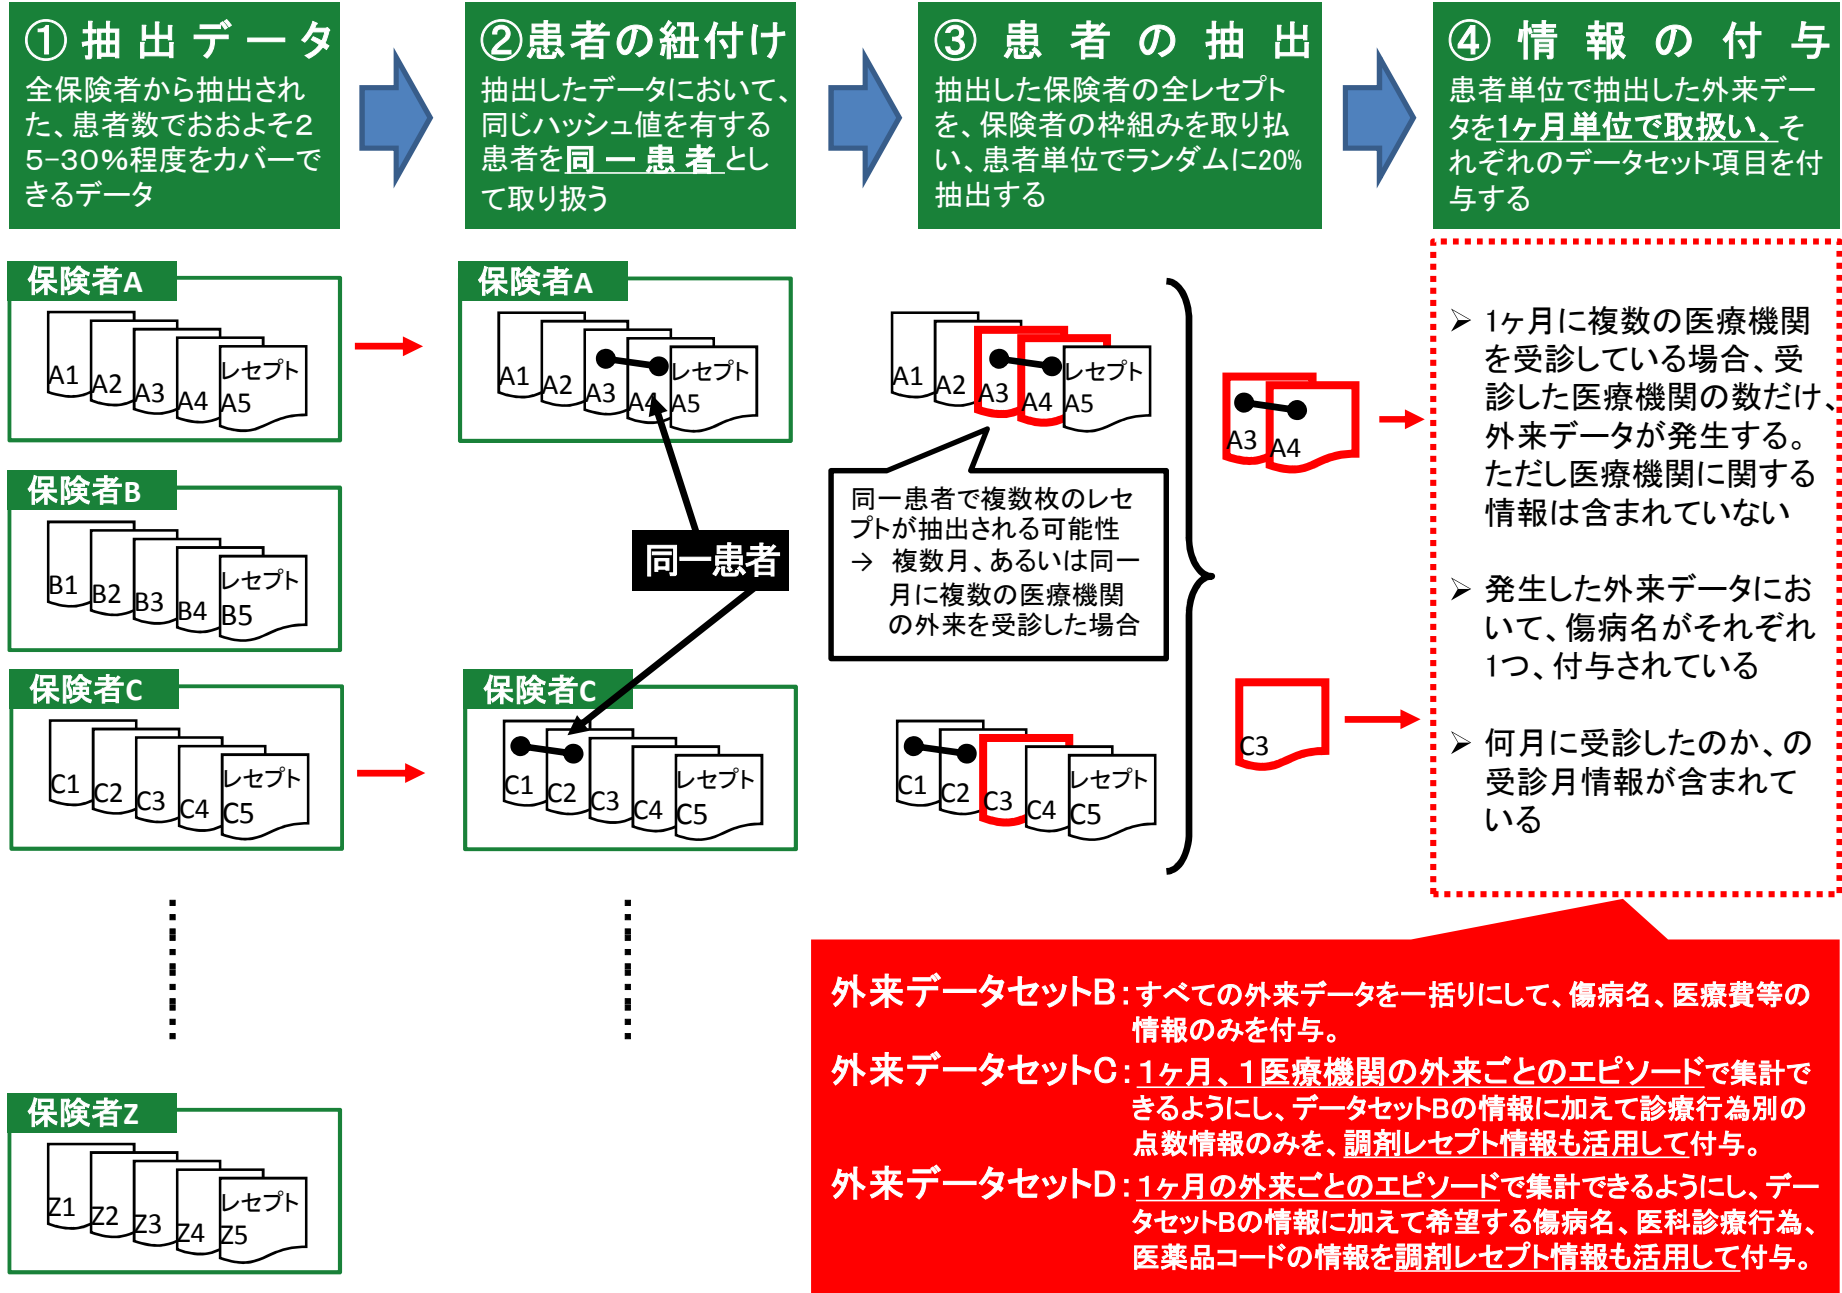 ①抽出データ
全保険者から抽出され
た、患者数でおおよそ２
５−３０％程度をカバーで
きるデータ
②患者の紐付け
抽出したデータにおいて、
同じハッシュ値を有する
患者を同一患者とし
て取り扱う
③患者の抽出
抽出した保険者の全レセプト
を、保険者の枠組みを取り払
い、患者単位でランダムに20%
抽出する
④情報の付与
患者単位で抽出した外来デー
タを1ヶ月単位で取扱い、そ
れぞれのデータセット項目を付
与する
保険者A
A1
A2
A3
A4
レセプト
A5
保険者B
B1
B2
B3
B4
レセプト
B5
保険者C
C1
C2
C3
C4
レセプト
C5
保険者Z
Z1
Z2
Z3
Z4
レセプト
Z5
保険者A
A1
A2
A3
A4
レセプト
A5
同一患者
保険者C
C1
C2
C3
C4
レセプト
C5
A1
A2
A3
A4
レセプト
A5
同一患者で複数枚のレセ
プトが抽出される可能性
→ 複数月、あるいは同一
月に複数の医療機関
の外来を受診した場合
C1
C2
C3
C4
レセプト
C5
A3
A4
C3
➢ 1ヶ月に複数の医療機関
を受診している場合、受
診した医療機関の数だけ、
外来データが発生する。
ただし医療機関に関する
情報は含まれていない
➢ 発生した外来データにお
いて、傷病名がそれぞれ
1つ、付与されている
➢ 何月に受診したのか、の
受診月情報が含まれて
いる
外来データセットB：すべての外来データを一括りにして、傷病名、医療費等の
情報のみを付与。
外来データセットC：１ヶ月、１医療機関の外来ごとのエピソードで集計で
きるようにし、データセットBの情報に加えて診療行為別の
点数情報のみを、調剤レセプト情報も活用して付与。
外来データセットD：１ヶ月の外来ごとのエピソードで集計できるようにし、デー
タセットBの情報に加えて希望する傷病名、医科診療行為、
医薬品コードの情報を調剤レセプト情報も活用して付与。